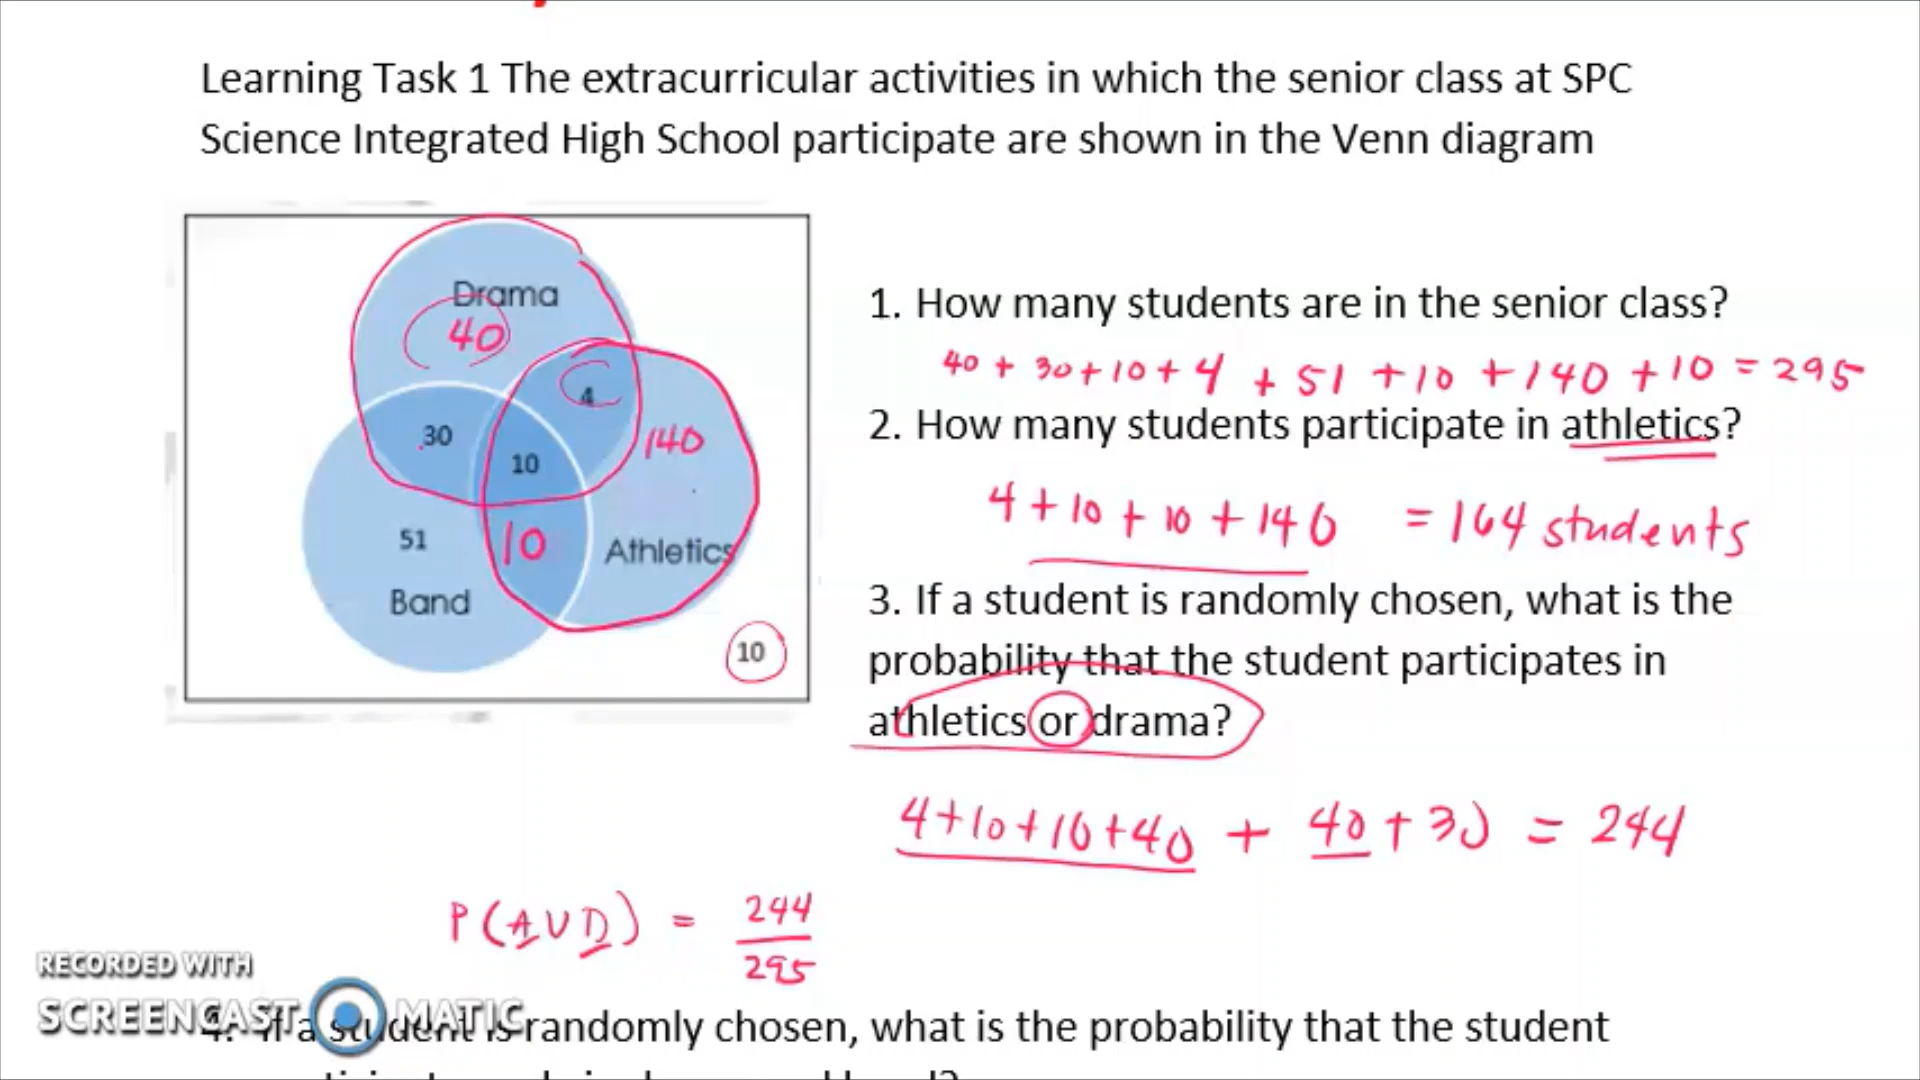 Learning Task 1 The extracurricular activities in which the senior class at SPC
Science Integrated High School participate are shown in the Venn diagram
Drama
40
4
30
10
140
51
10
Athletics
Band
10
1. How many students are in the senior class?
40 + 30 + 10 + 4 + 51 + 10 + 140 + 10 = 295
2. How many students participate in athletics?
4 + 10 + 10 + 140 = 164 students
3. If a student is randomly chosen, what is the
probability that the student participates in
athletics or drama?
4+10+10+40 + 40 + 30 = 244
P(AUD) = 244
295
RECORDED WITH
SCREENCAST MATIC
4. If a student is randomly chosen, what is the probability that the student